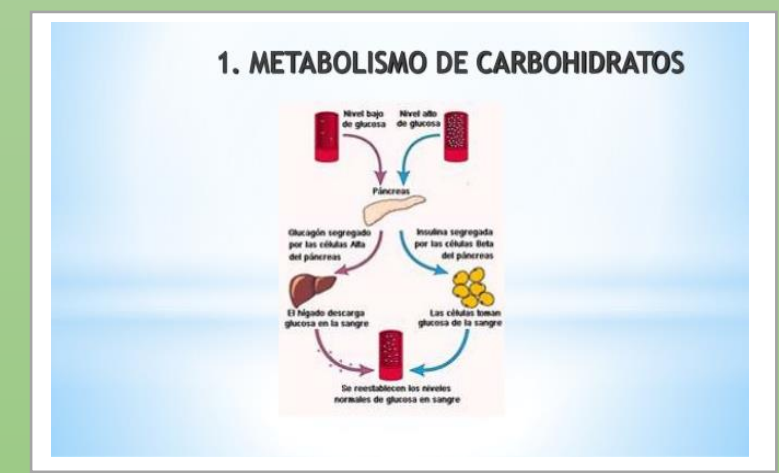 1. METABOLISMO DE CARBOHIDRATOS
Nivel bajo
de glucosa
Nivel alto
de glucosa
Páncreas
Glucagón segregado
por las células Alfa
del páncreas
Insulina segregada
por las células Beta
del páncreas
El hígado descarga
glucosa en la sangre
Las células toman
glucosa de la sangre
Se reestablecen los niveles
normales de glucosa en sangre